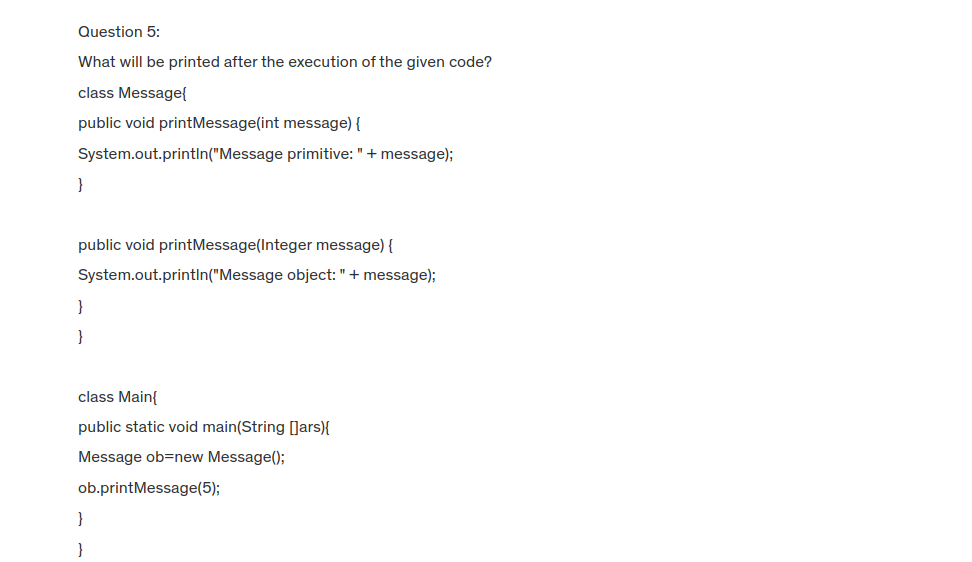 Question 5:
What will be printed after the execution of the given code?
class Message{
public void printMessage(int message) {
System.out.println("Message primitive: " + message);
}
public void printMessage(Integer message) {
System.out.println("Message object: " + message);
}
}
class Main{
public static void main(String []ars){
Message ob=new Message();
ob.printMessage(5);
}
}